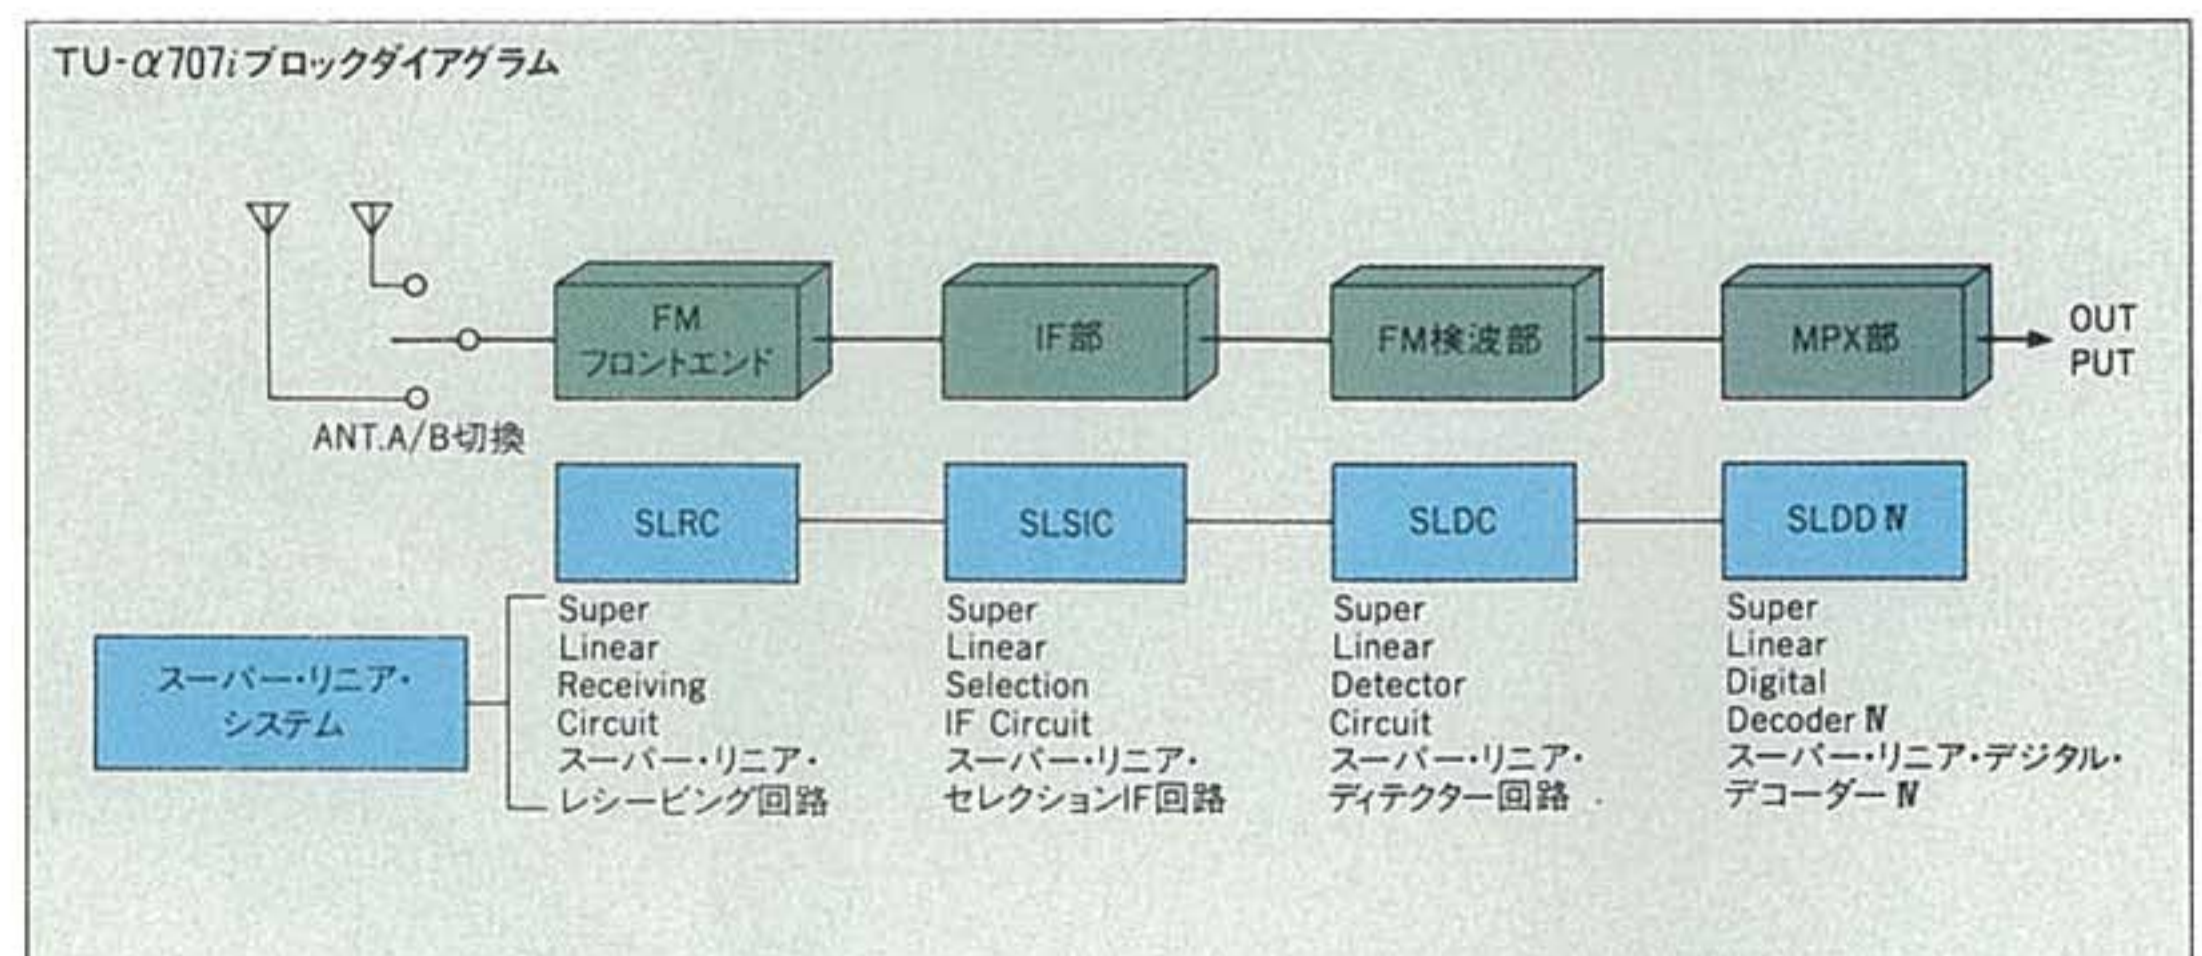 TU-α707iブロックダイアグラム
FM
フロントエンド
IF部
FM検波部
MPX部
OUT
PUT
ANT.A/B切換
SLRC
SLSIC
SLDC
SLDD Ⅳ
スーパー・リニア・
システム
Super
Linear
Receiving
Circuit
スーパー・リニア・
レシービング回路
Super
Linear
Selection
IF Circuit
スーパー・リニア・
セレクションIF回路
Super
Linear
Detector
Circuit
スーパー・リニア・
ディテクター回路
Super
Linear
Digital
Decoder Ⅳ
スーパー・リニア・デジタル・
デコーダー Ⅳ